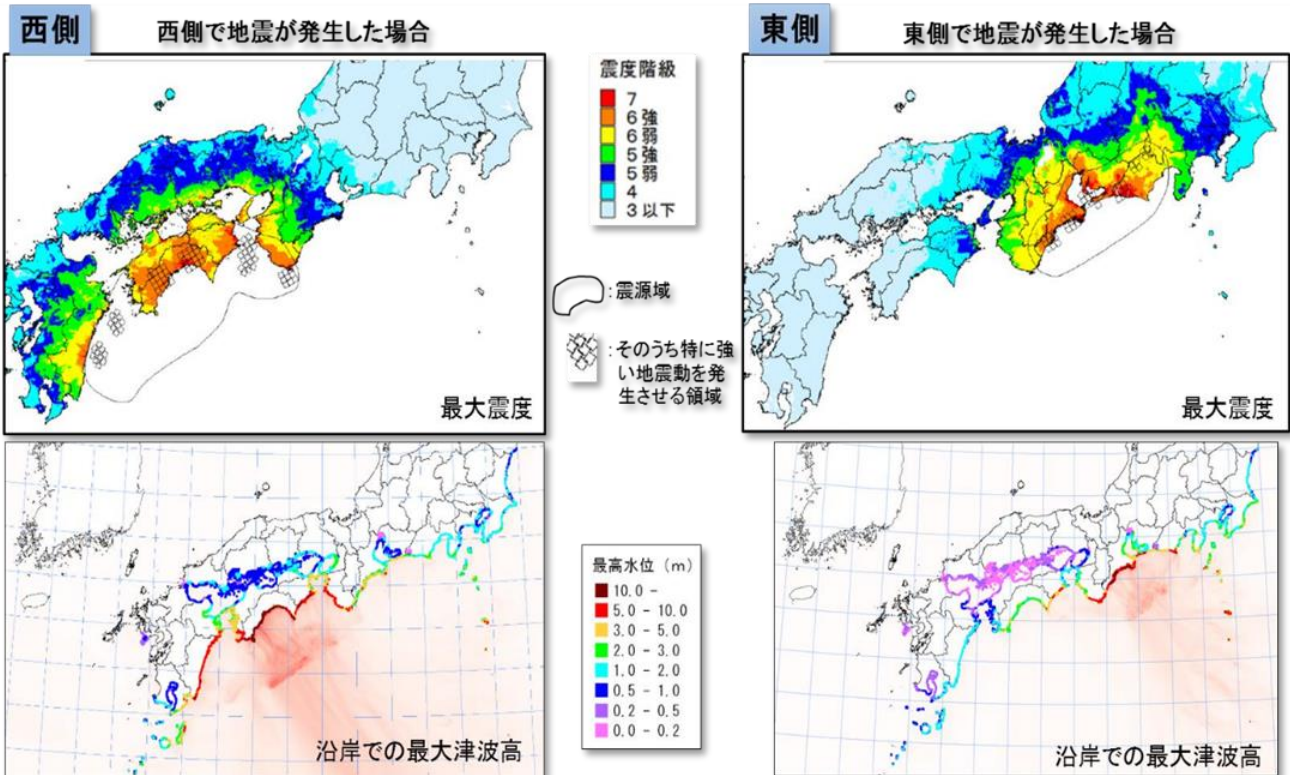 西側
西側で地震が発生した場合
東側
東側で地震が発生した場合
震度階級
7
6強
6弱
5強
5弱
4
3以下
:震源域
:そのうち特に強
い地震動を発
生させる領域
最大震度
最大震度
最高水位 (m)
10.0 -
5.0 - 10.0
3.0 - 5.0
2.0 - 3.0
1.0 - 2.0
0.5 - 1.0
0.2 - 0.5
0.0 - 0.2
沿岸での最大津波高
沿岸での最大津波高